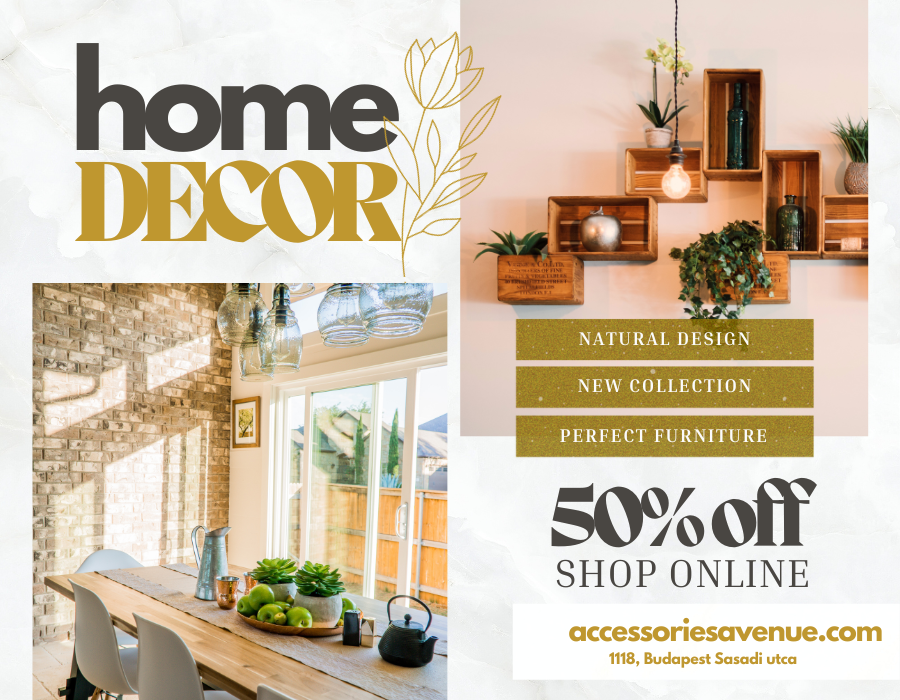 home
DECOR
NATURAL DESIGN
NEW COLLECTION
PERFECT FURNITURE
50% off
SHOP ONLINE
accessoriesavenue.com
1118, Budapest Sasadi utca